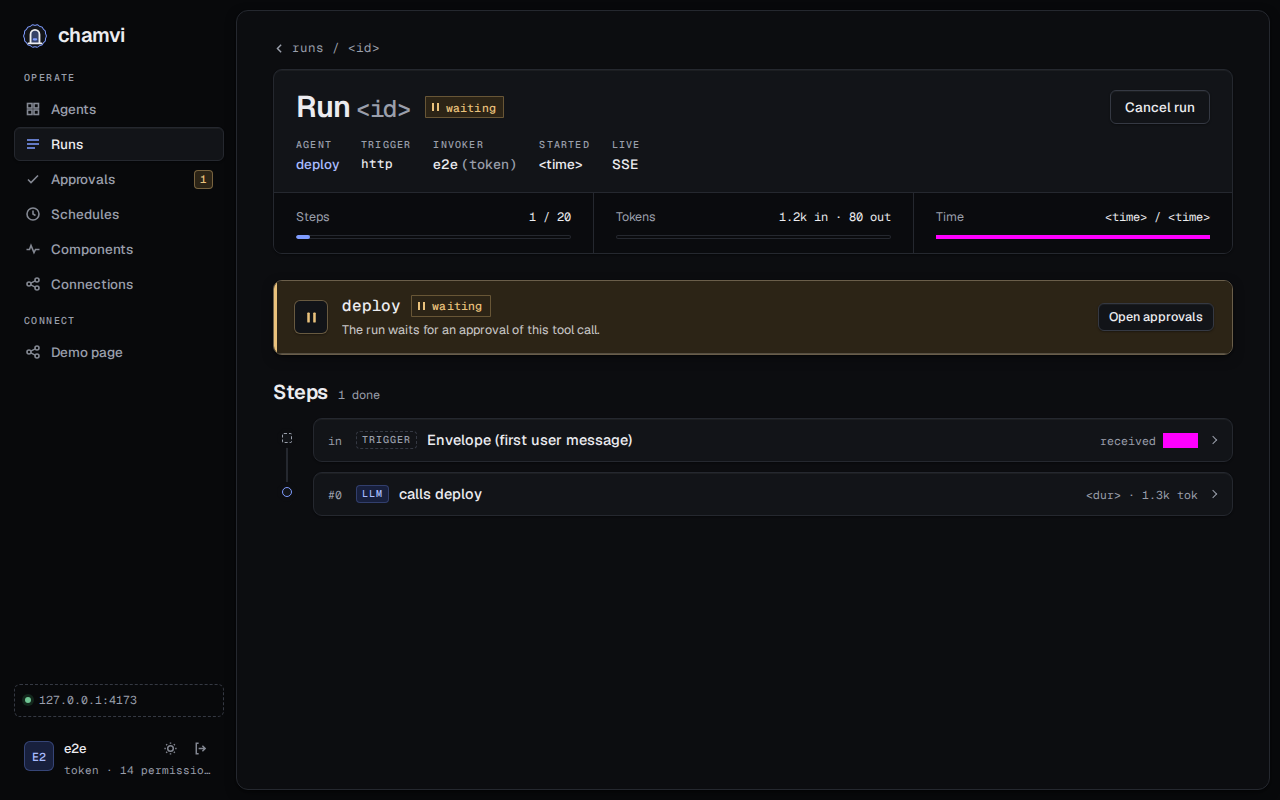 chamvi
OPERATE
Agents
Runs
Approvals 1
Schedules
Components
Connections
CONNECT
Demo page
127.0.0.1:4173
E2 e2e
token · 14 permissio…
runs / <id>
Run <id> waiting Cancel run
AGENT TRIGGER INVOKER STARTED LIVE
deploy http e2e (token) <time> SSE
Steps 1 / 20 Tokens 1.2k in · 80 out Time <time> / <time>
deploy waiting
The run waits for an approval of this tool call.
Open approvals
Steps 1 done
in TRIGGER Envelope (first user message) received
#0 LLM calls deploy <dur> · 1.3k tok